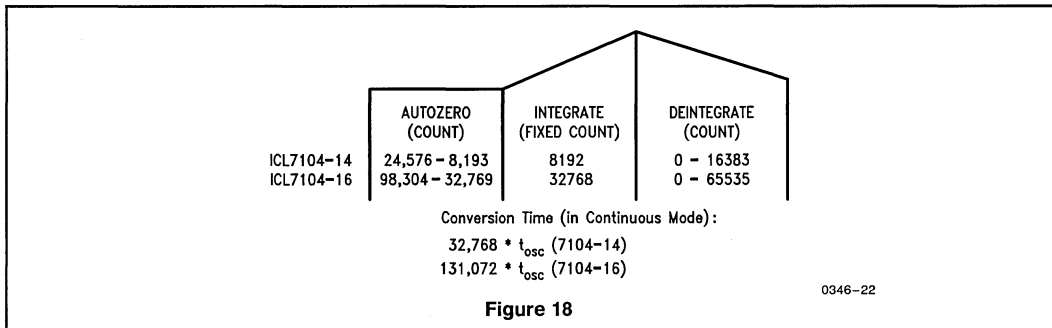 AUTOZERO INTEGRATE DEINTEGRATE
(COUNT) (FIXED COUNT) (COUNT)
ICL7104-14 24,576-8,193 8192 0 - 16383
ICL7104-16 98,304-32,769 32768 0 - 65535
Conversion Time (in Continuous Mode):
32,768 * tosc (7104-14)
131,072 * tosc (7104-16)
0346-22
Figure 18